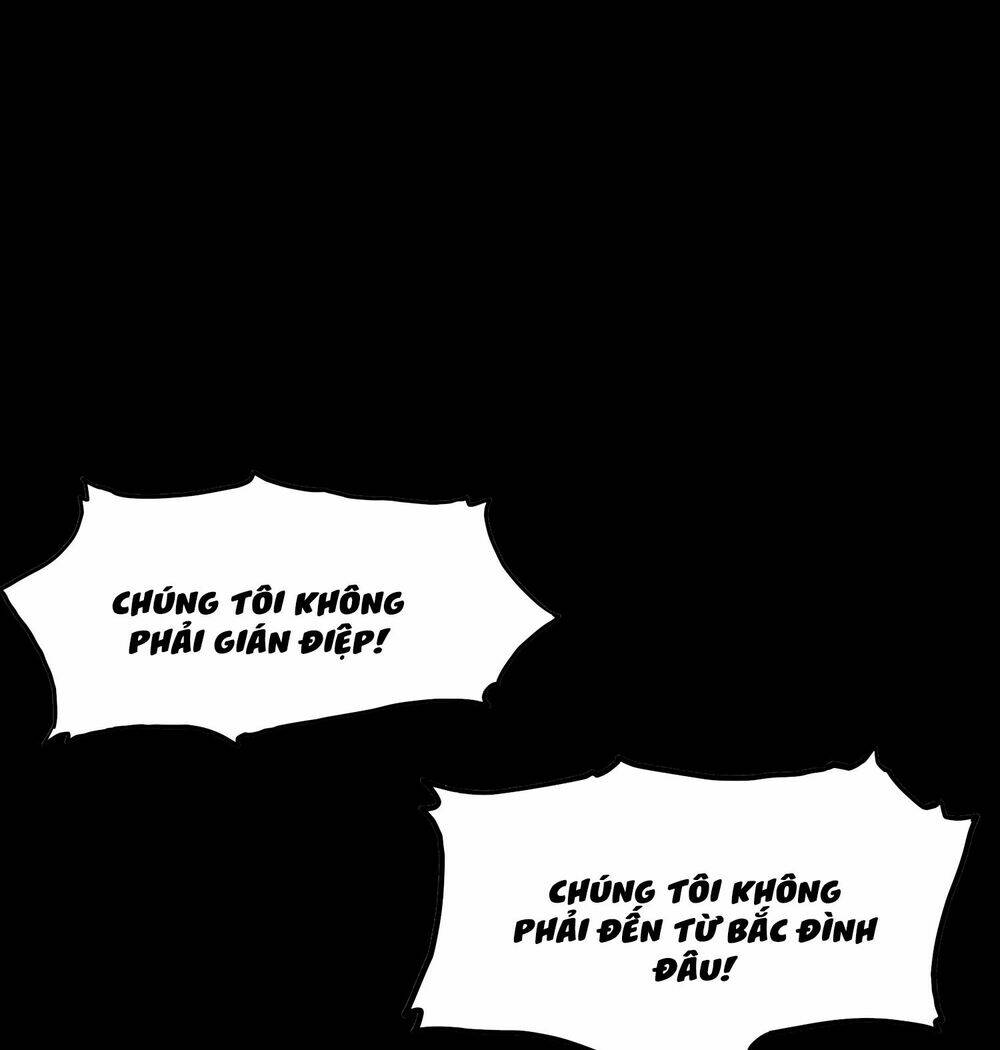 CHÚNG TÔI KHÔNG
PHẢI GIÁN ĐIỆP!
CHÚNG TÔI KHÔNG
PHẢI ĐẾN TỪ BẮC ĐÌNH
ĐÂU!